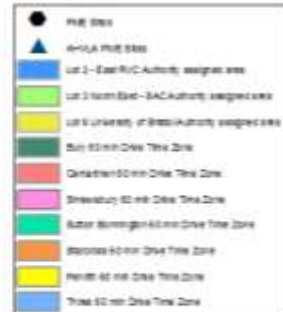 PME Sites
AHVLA PME Sites
Lot 2 - East RVC Authority assigned area
Lot 3 North East - SAC Authority assigned area
Lot 6 University of Bristol Authority assigned area
Bury 60 min Drive Time Zone
Carmarthen 60 min Drive Time Zone
Shrewsbury 60 min Drive Time Zone
Sutton Bonington 60 min Drive Time Zone
Starcross 60 min Drive Time Zone
Penrith 60 min Drive Time Zone
Thirsk 60 min Drive Time Zone